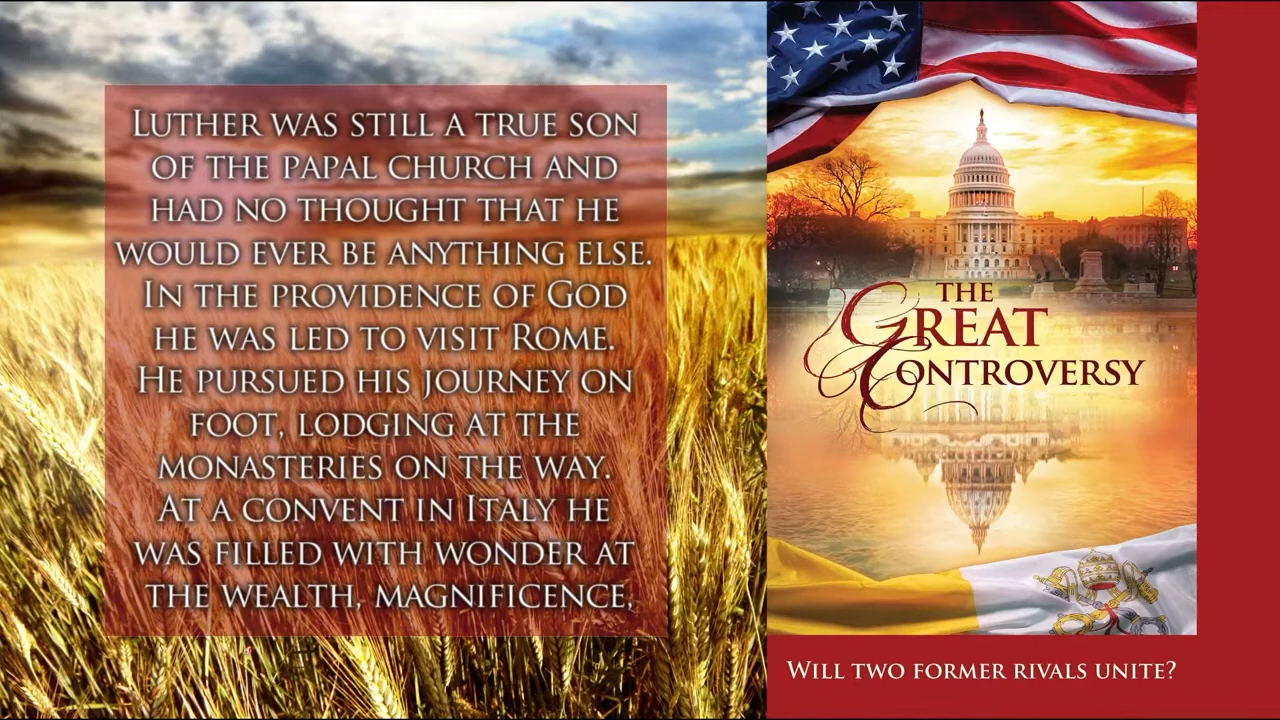 Luther was still a true son
of the papal church and
had no thought that he
would ever be anything else.
In the providence of God
he was led to visit Rome.
He pursued his journey on
foot, lodging at the
monasteries on the way.
At a convent in Italy he
was filled with wonder at
the wealth, magnificence,
The
Great
Controversy
Will two former rivals unite?